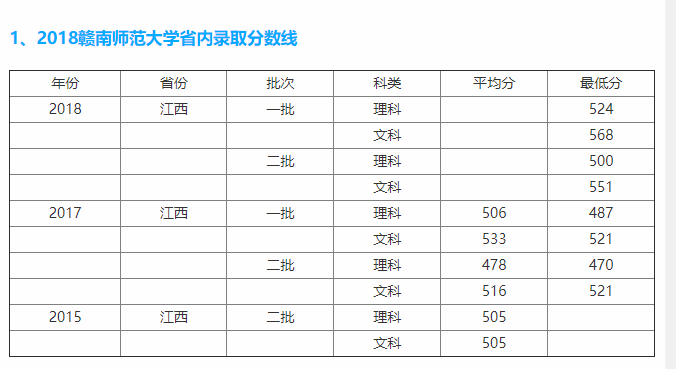 1、2018赣南师范大学省内录取分数线
年份 省份 批次 科类 平均分 最低分
2018 江西 一批 理科 524
文科 568
二批 理科 500
文科 551
2017 江西 一批 理科 506 487
文科 533 521
二批 理科 478 470
文科 516 521
2015 江西 二批 理科 505
文科 505